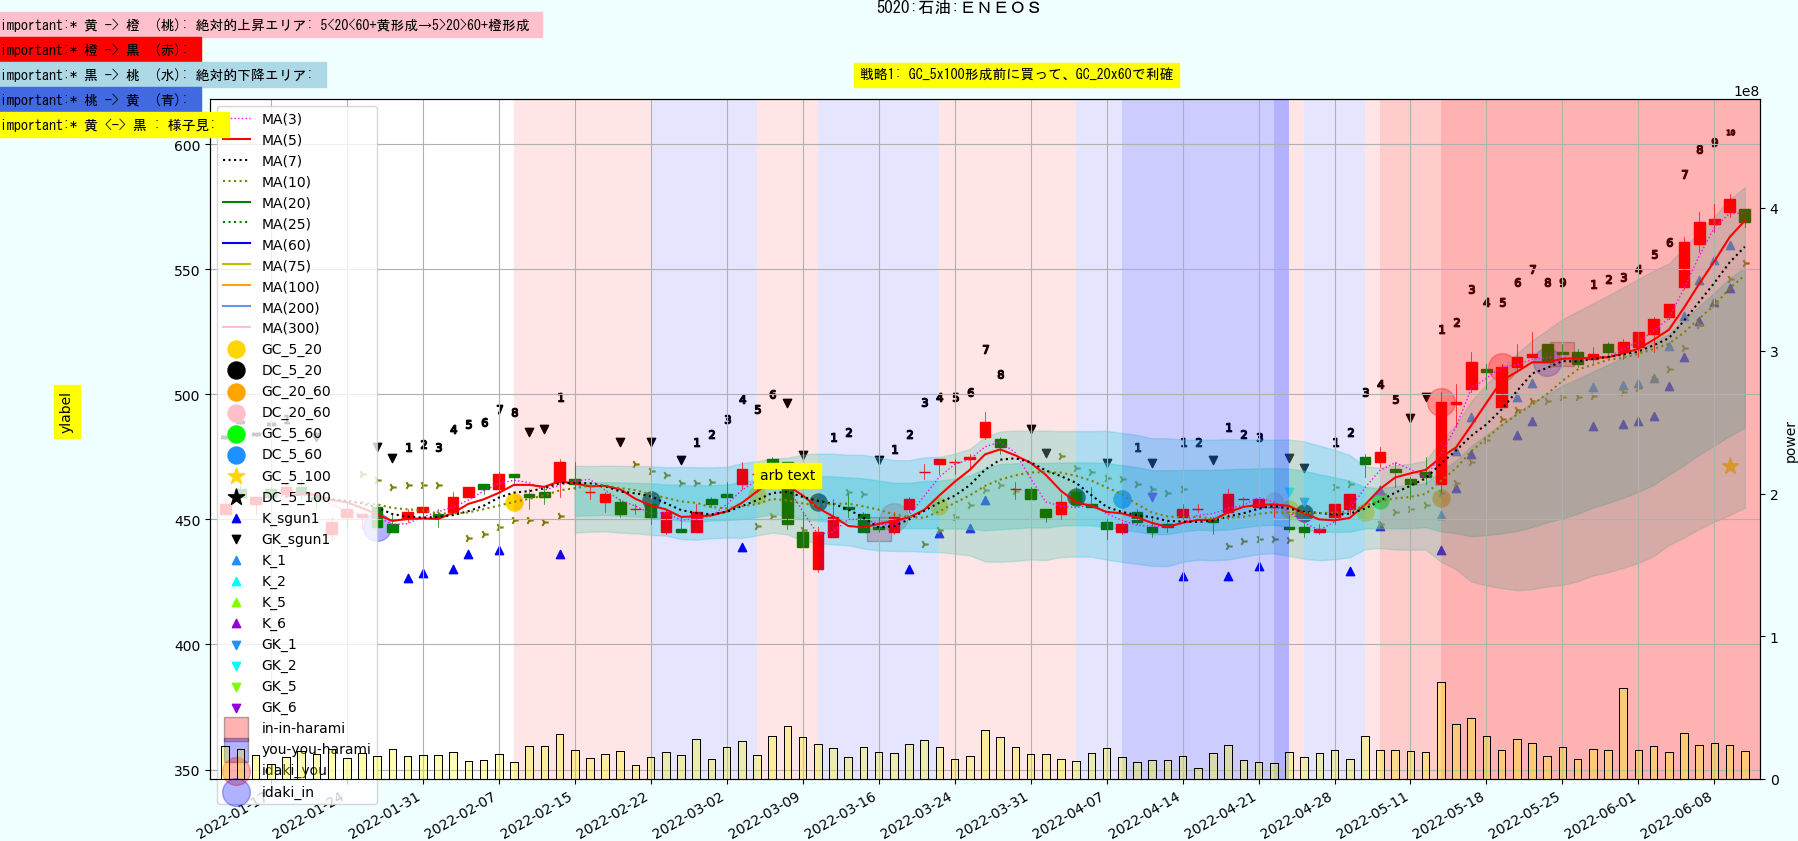 5020:石油:ＥＮＥＯＳ
important:* 黄 -> 橙 (桃): 絶対的上昇エリア: 5<20<60+黄形成→5>20>60+橙形成
important:* 橙 -> 黒 (赤):
important:* 黒 -> 桃 (水): 絶対的下降エリア:
戦略1: GC_5x100形成前に買って、GC_20x60で利確
important:* 桃 -> 黄 (青):
important:* 黄 <-> 黒 : 様子見:
1e8
MA(3)
MA(5)
MA(7)
MA(10)
MA(20)
MA(25)
MA(60)
MA(75)
MA(100)
MA(200)
MA(300)
GC_5_20
DC_5_20
GC_20_60
DC_20_60
GC_5_60
DC_5_60
GC_5_100
DC_5_100
K_sgun1
GK_sgun1
K_1
K_2
K_5
K_6
GK_1
GK_2
GK_5
GK_6
in-in-harami
you-you-harami
idaki_you
idaki_in
arb text
ylabel
power
600
550
500
450
400
350
4
3
2
1
0
2022-01-24
2022-01-31
2022-02-07
2022-02-15
2022-02-22
2022-03-02
2022-03-09
2022-03-16
2022-03-24
2022-03-31
2022-04-07
2022-04-14
2022-04-21
2022-04-28
2022-05-11
2022-05-18
2022-05-25
2022-06-01
2022-06-08